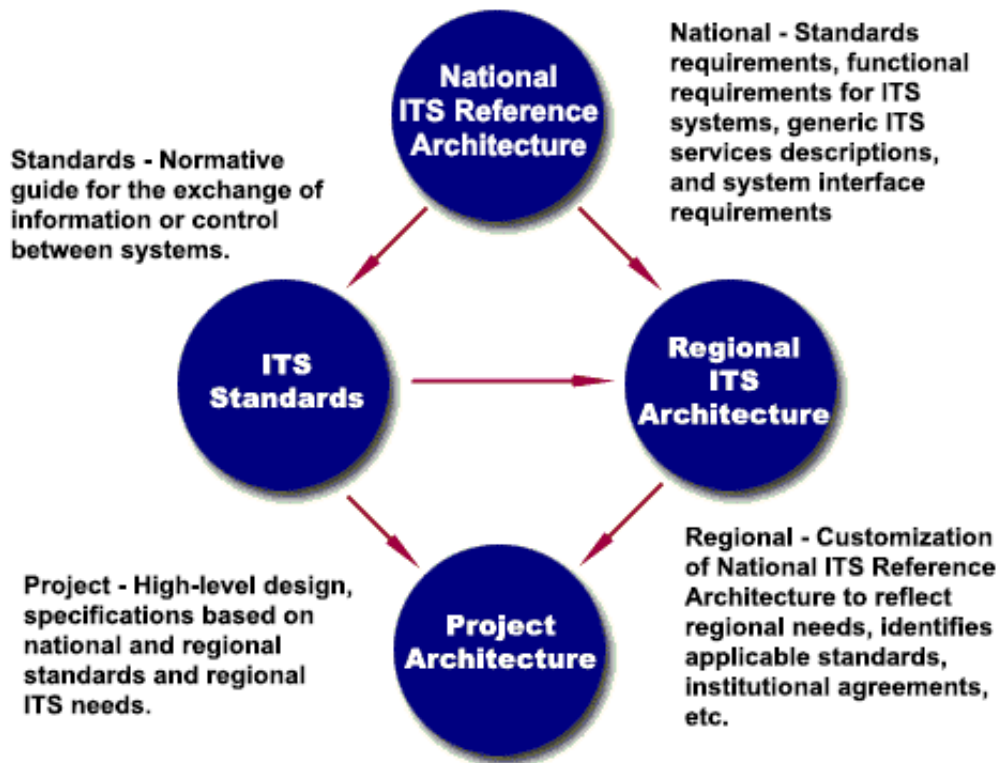 National
ITS Reference
Architecture
National - Standards
requirements, functional
requirements for ITS
systems, generic ITS
services descriptions,
and system interface
requirements
Standards - Normative
guide for the exchange of
information or control
between systems.
ITS
Standards
Regional
ITS
Architecture
Project - High-level design,
specifications based on
national and regional
standards and regional
ITS needs.
Project
Architecture
Regional - Customization
of National ITS Reference
Architecture to reflect
regional needs, identifies
applicable standards,
institutional agreements,
etc.